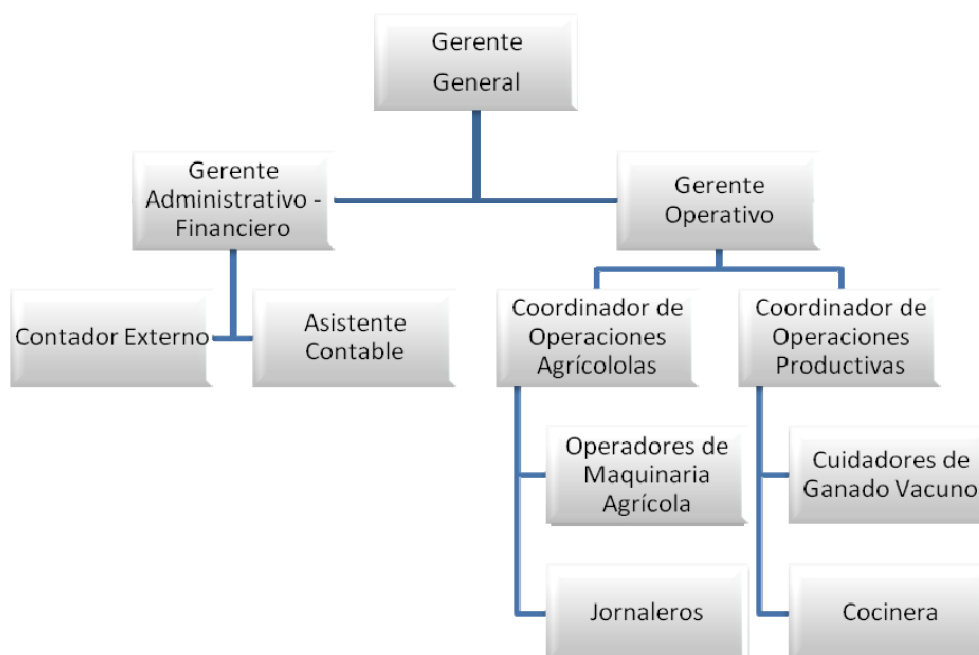 Gerente
General
Gerente
Administrativo -
Financiero
Gerente
Operativo
Contador Externo
Asistente
Contable
Coordinador de
Operaciones
Agrícololas
Coordinador de
Operaciones
Productivas
Operadores de
Maquinaria
Agrícola
Cuidadores de
Ganado Vacuno
Jornaleros
Cocinera